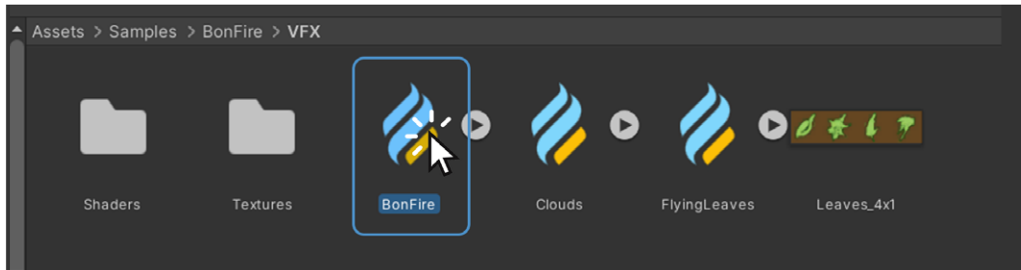 Assets > Samples > BonFire > VFX
Shaders
Textures
BonFire
Clouds
FlyingLeaves
Leaves_4x1